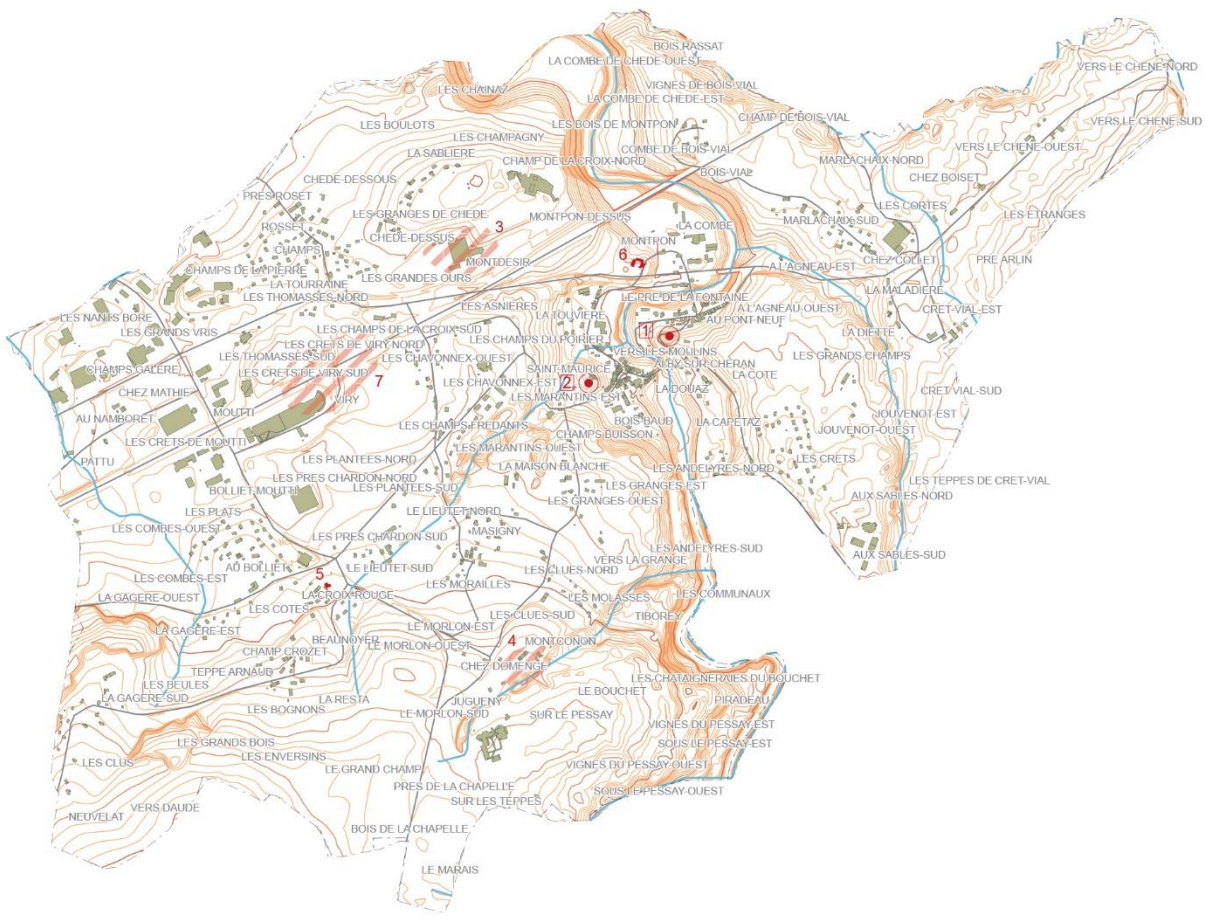 BOIS RASSAT
LA COMBE DE CHEDE-OUEST
VERS LE CHENE-NORD
VIGNES DE BOIS-VIAL
LES CHAINAZ
LA COMBE DE CHEDE-EST
CHAMP DE BOIS-VIAL
VERS LE CHENE-SUD
LES BOULOTS
LES BOIS DE MONTPON
LES CHAMPAGNY
COMBE DE BOIS-VIAL
VERS LE CHENE-OUEST
LA SABLIERE
CHAMP DE LA CROIX-NORD
MARLACHAIX-NORD
BOIS-VIAL
CHEZ BOISET
CHEDE-DESSOUS
PRES ROSET
LES CORTES
LES GRANGES DE CHEDE
MONTPON-DESSUS
LA COMBE
MARLACHAIX-SUD
LES ETRANGES
ROSSET
3
CHEDE-DESSUS
MONTPON
CHAMPS
6
MONTDESIR
CHEZ COLLET
PRE ARLIN
CHAMPS DE LA PIERRE
LES GRANDES OURS
A L'AGNEAU-EST
LA TOURRAINE
LES THOMASSES-NORD
LES ASNIERES
LE PRE DE LA FONTAINE
LA MALADIERE
LES NANTS BORE
LA TOUVIERE
A L'AGNEAU OUEST
CRET-VIAL-EST
LES GRANDS VRIS
LES CHAMPS DE LA CROIX-SUD
AU PONT-NEUF
LES CRETS DE VIRY-NORD
LES CHAMPS DU POIRIER
1
LA DIETTE
LES THOMASSES-SUD
LES CHAVONNEX-OUEST
VERS LES MOULINS
LES GRANDS CHAMPS
CHAMPS GALERE
LES CRETS DE VIRY-SUD
SAINT-MAURICE
ALBY-SUR-CHERAN
7
LES CHAVONNEX-EST
2
LA COTE
CHEZ MATHIE
VIRY
LES MARANTINS-EST
LA DOUAZ
CRET-VIAL-SUD
AU NAMBORET
MOUTTI
LES CHAMPS FREDANTS
BOIS BAUD
LA CAPETAZ
JOUVENOT-EST
LES CRETS DE MOUTTI
CHAMPS BUISSON
JOUVENOT-OUEST
LES MARANTINS-OUEST
PATTU
LES PLANTEES-NORD
LA MAISON BLANCHE
LES CRETS
LES PRES CHARDON-NORD
LES ANDELYRES-NORD
LES TEPPES DE CRET-VIAL
BOLLIET-MOUTTI
LES PLANTEES-SUD
LES GRANGES-EST
LES GRANGES-OUEST
AUX SABLES-NORD
LES PLATS
LE LIEUTET-NORD
LES COMBES-OUEST
LES PRES CHARDON-SUD
MASIGNY
LES ANDELYRES-SUD
AUX SABLES-SUD
AU BOLLIET
LE LIEUTET-SUD
LES CLUES-NORD
VERS LA GRANGE
LES COMBES-EST
5
LES MORAILLES
LA GAGERE-OUEST
LA CROIX-ROUGE
LES MOLASSES
LES COMMUNAUX
LES COTES
LES CLUES-SUD
TIBOREY
LA GAGERE-EST
LE MORLON-EST
BEAUNOYER
4
MONTCONON
CHAMP CROZET
LE MORLON-OUEST
CHEZ DOMENGE
TEPPE ARNAUD
LES CHATAIGNERAIES DU BOUCHET
LES BEULES
LE BOUCHET
LA GAGERE-SUD
LA RESTA
JUGUENY
PIRADEAU
LES BOGNONS
LE-MORLON-SUD
SUR LE PESSAY
VIGNES DU PESSAY-EST
LES GRANDS BOIS
SOUS LE PESSAY-EST
LES ENVERSINS
LES CLUS
LE GRAND CHAMP
VIGNES DU PESSAY-OUEST
PRES DE LA CHAPELLE
SOUS LE PESSAY-OUEST
SUR LES TEPPES
VERS DAUDE
NEUVELAT
BOIS DE LA CHAPELLE
LE MARAIS